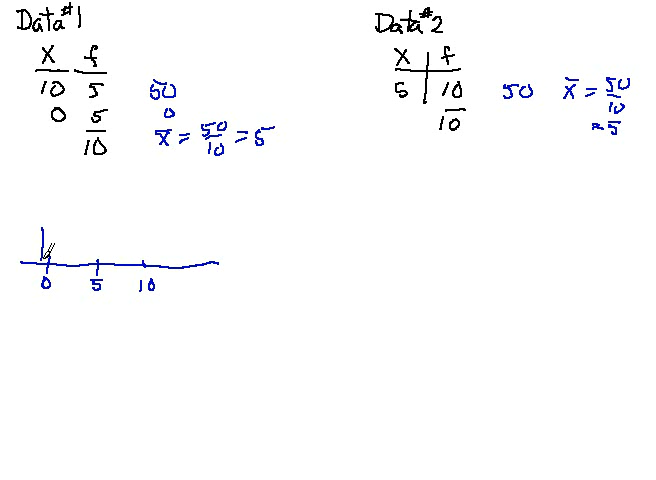 Data #1
X f
10 5 50
0 5 0
10 x̄ = 50/10 = 5
Data #2
X f
5 10 50 x̄ = 50/10
10 = 5
0 5 10